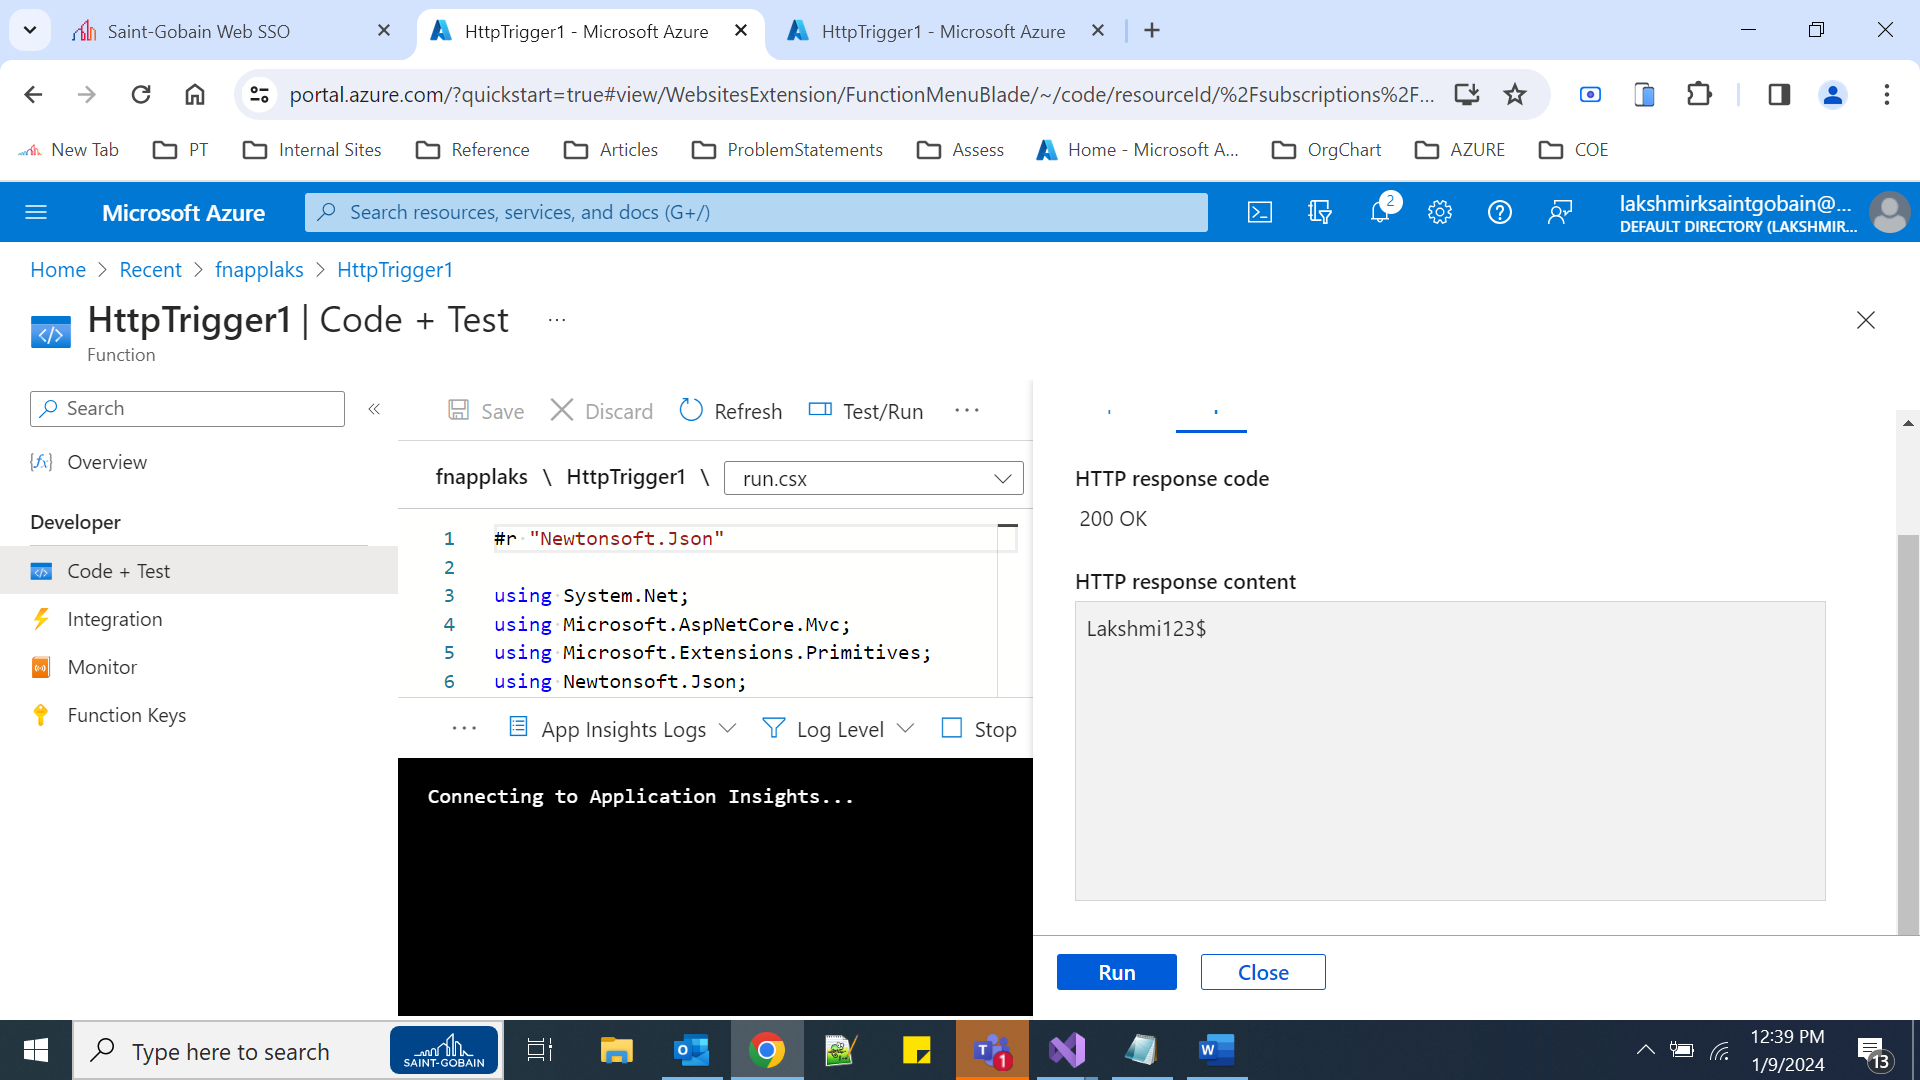 Saint-Gobain Web SSO
HttpTrigger1 - Microsoft Azure
HttpTrigger1 - Microsoft Azure
portal.azure.com/?quickstart=true#view/WebsitesExtension/FunctionMenuBlade/~/code/resourceId/%2Fsubscriptions%2F...
New Tab
PT
Internal Sites
Reference
Articles
ProblemStatements
Assess
Home - Microsoft A...
OrgChart
AZURE
COE
Microsoft Azure
Search resources, services, and docs (G+/)
2
lakshmirksaintgobain@...
DEFAULT DIRECTORY (LAKSHMIR...
Home > Recent > fnapplaks > HttpTrigger1
HttpTrigger1 | Code + Test ...
Function
Search
Overview
Developer
Code + Test
Integration
Monitor
Function Keys
Save Discard Refresh Test/Run ...
fnapplaks \ HttpTrigger1 \ run.csx
1 #r "Newtonsoft.Json"
2
3 using System.Net;
4 using Microsoft.AspNetCore.Mvc;
5 using Microsoft.Extensions.Primitives;
6 using Newtonsoft.Json;
... App Insights Logs Log Level Stop
Connecting to Application Insights...
HTTP response code
200 OK
HTTP response content
Lakshmi123$
Run Close
Type here to search
SAINT-GOBAIN
1
12:39 PM
1/9/2024
13